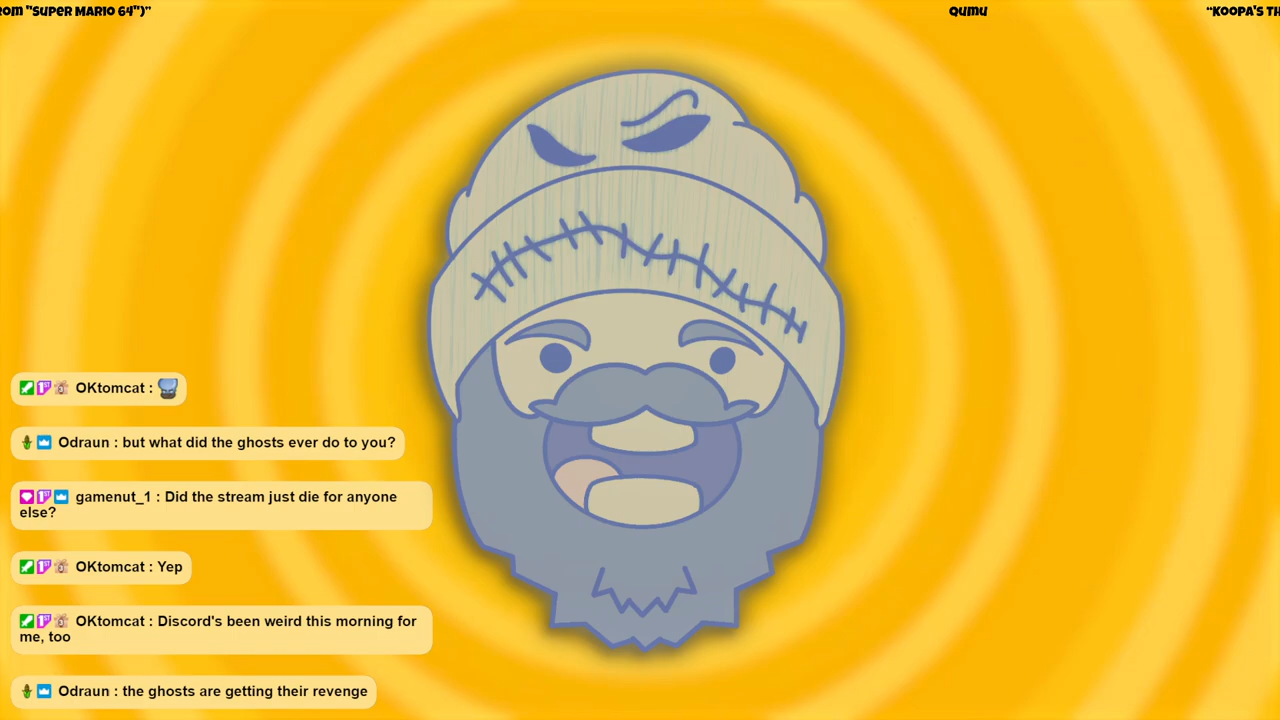 rom "Super Mario 64")”
Qumu
“Koopa's Th
OKtomcat :
Odraun : but what did the ghosts ever do to you?
gamenut_1 : Did the stream just die for anyone
else?
OKtomcat : Yep
OKtomcat : Discord's been weird this morning for
me, too
Odraun : the ghosts are getting their revenge